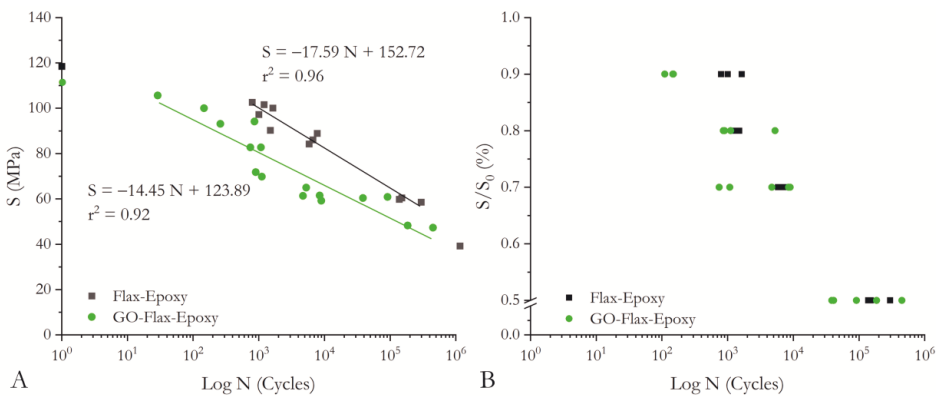 140
120
100
80
60
40
20
0
S (MPa)
S = −17.59 N + 152.72
r² = 0.96
S = −14.45 N + 123.89
r² = 0.92
Flax-Epoxy
GO-Flax-Epoxy
10⁰ 10¹ 10² 10³ 10⁴ 10⁵ 10⁶
Log N (Cycles)
A
1.0
0.9
0.8
0.7
0.6
0.5
0.0
S/S₀ (%)
Flax-Epoxy
GO-Flax-Epoxy
10⁰ 10¹ 10² 10³ 10⁴ 10⁵ 10⁶
Log N (Cycles)
B